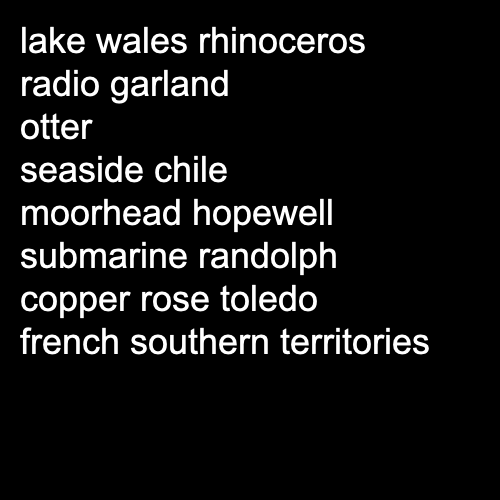 lake wales rhinoceros
radio garland
otter
seaside chile
moorhead hopewell
submarine randolph
copper rose toledo
french southern territories